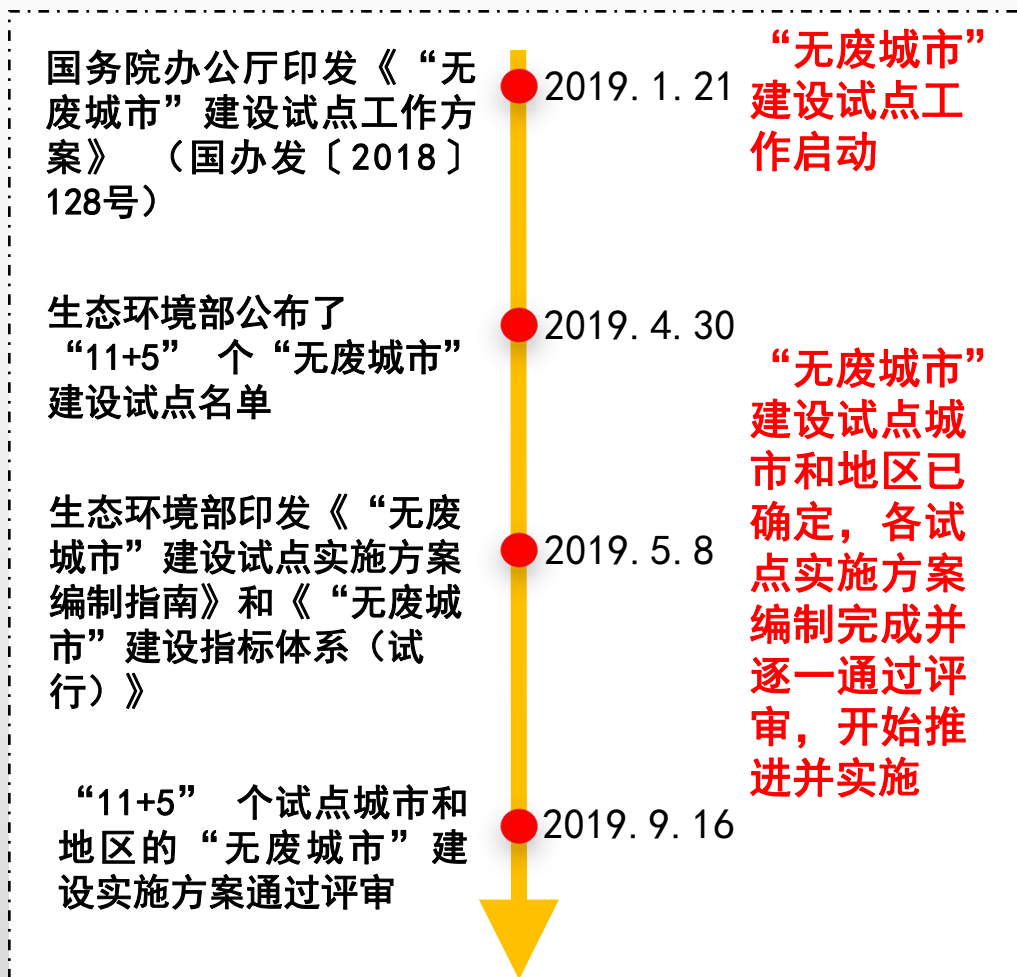 国务院办公厅印发《“无
废城市”建设试点工作方
案》 （国办发〔2018〕
128号）
2019.1.21
“无废城市”
建设试点工
作启动
生态环境部公布了
“11+5” 个“无废城市”
建设试点名单
2019.4.30
生态环境部印发《“无废
城市”建设试点实施方案
编制指南》和《“无废城
市”建设指标体系（试
行）》
2019.5.8
“无废城市”
建设试点城
市和地区已
确定，各试
点实施方案
编制完成并
逐一通过评
审，开始推
进并实施
“11+5” 个试点城市和
地区的“无废城市”建
设实施方案通过评审
2019.9.16